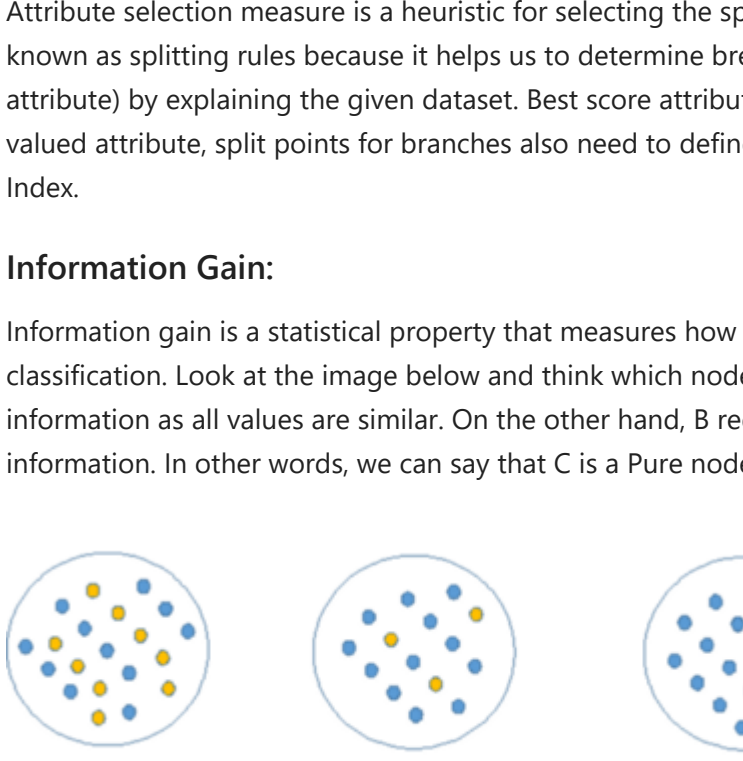 Attribute selection measure is a heuristic for selecting the sp
known as splitting rules because it helps us to determine bre
attribute) by explaining the given dataset. Best score attribut
valued attribute, split points for branches also need to define
Index.
Information Gain:
Information gain is a statistical property that measures how
classification. Look at the image below and think which node
information as all values are similar. On the other hand, B rec
information. In other words, we can say that C is a Pure node